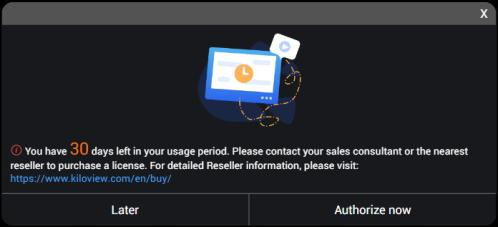 X
You have 30 days left in your usage period. Please contact your sales consultant or the nearest
reseller to purchase a license. For detailed Reseller information, please visit:
https://www.kiloview.com/en/buy/
Later
Authorize now